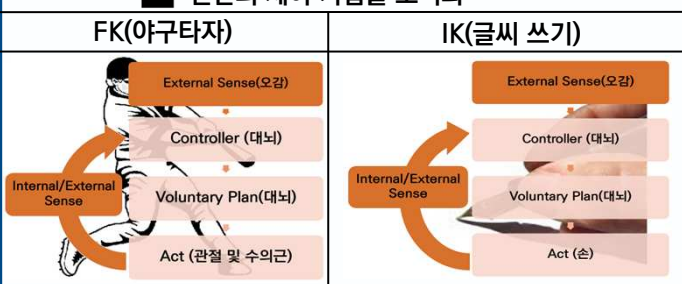 FK(야구타자)
External Sense(오감)
Controller (대뇌)
Internal/External
Sense
Voluntary Plan(대뇌)
Act (관절 및 수의근)
IK(글씨 쓰기)
External Sense(오감)
Controller (대뇌)
Internal/External
Sense
Voluntary Plan(대뇌)
Act (손)